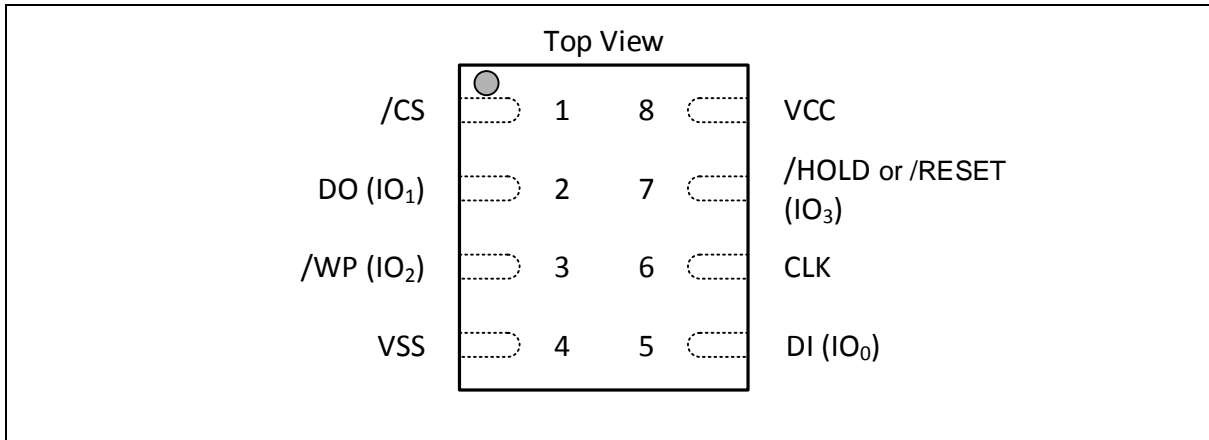 Top View
/CS 1 8 VCC
DO (IO₁) 2 7 /HOLD or /RESET
(IO₃)
/WP (IO₂) 3 6 CLK
VSS 4 5 DI (IO₀)